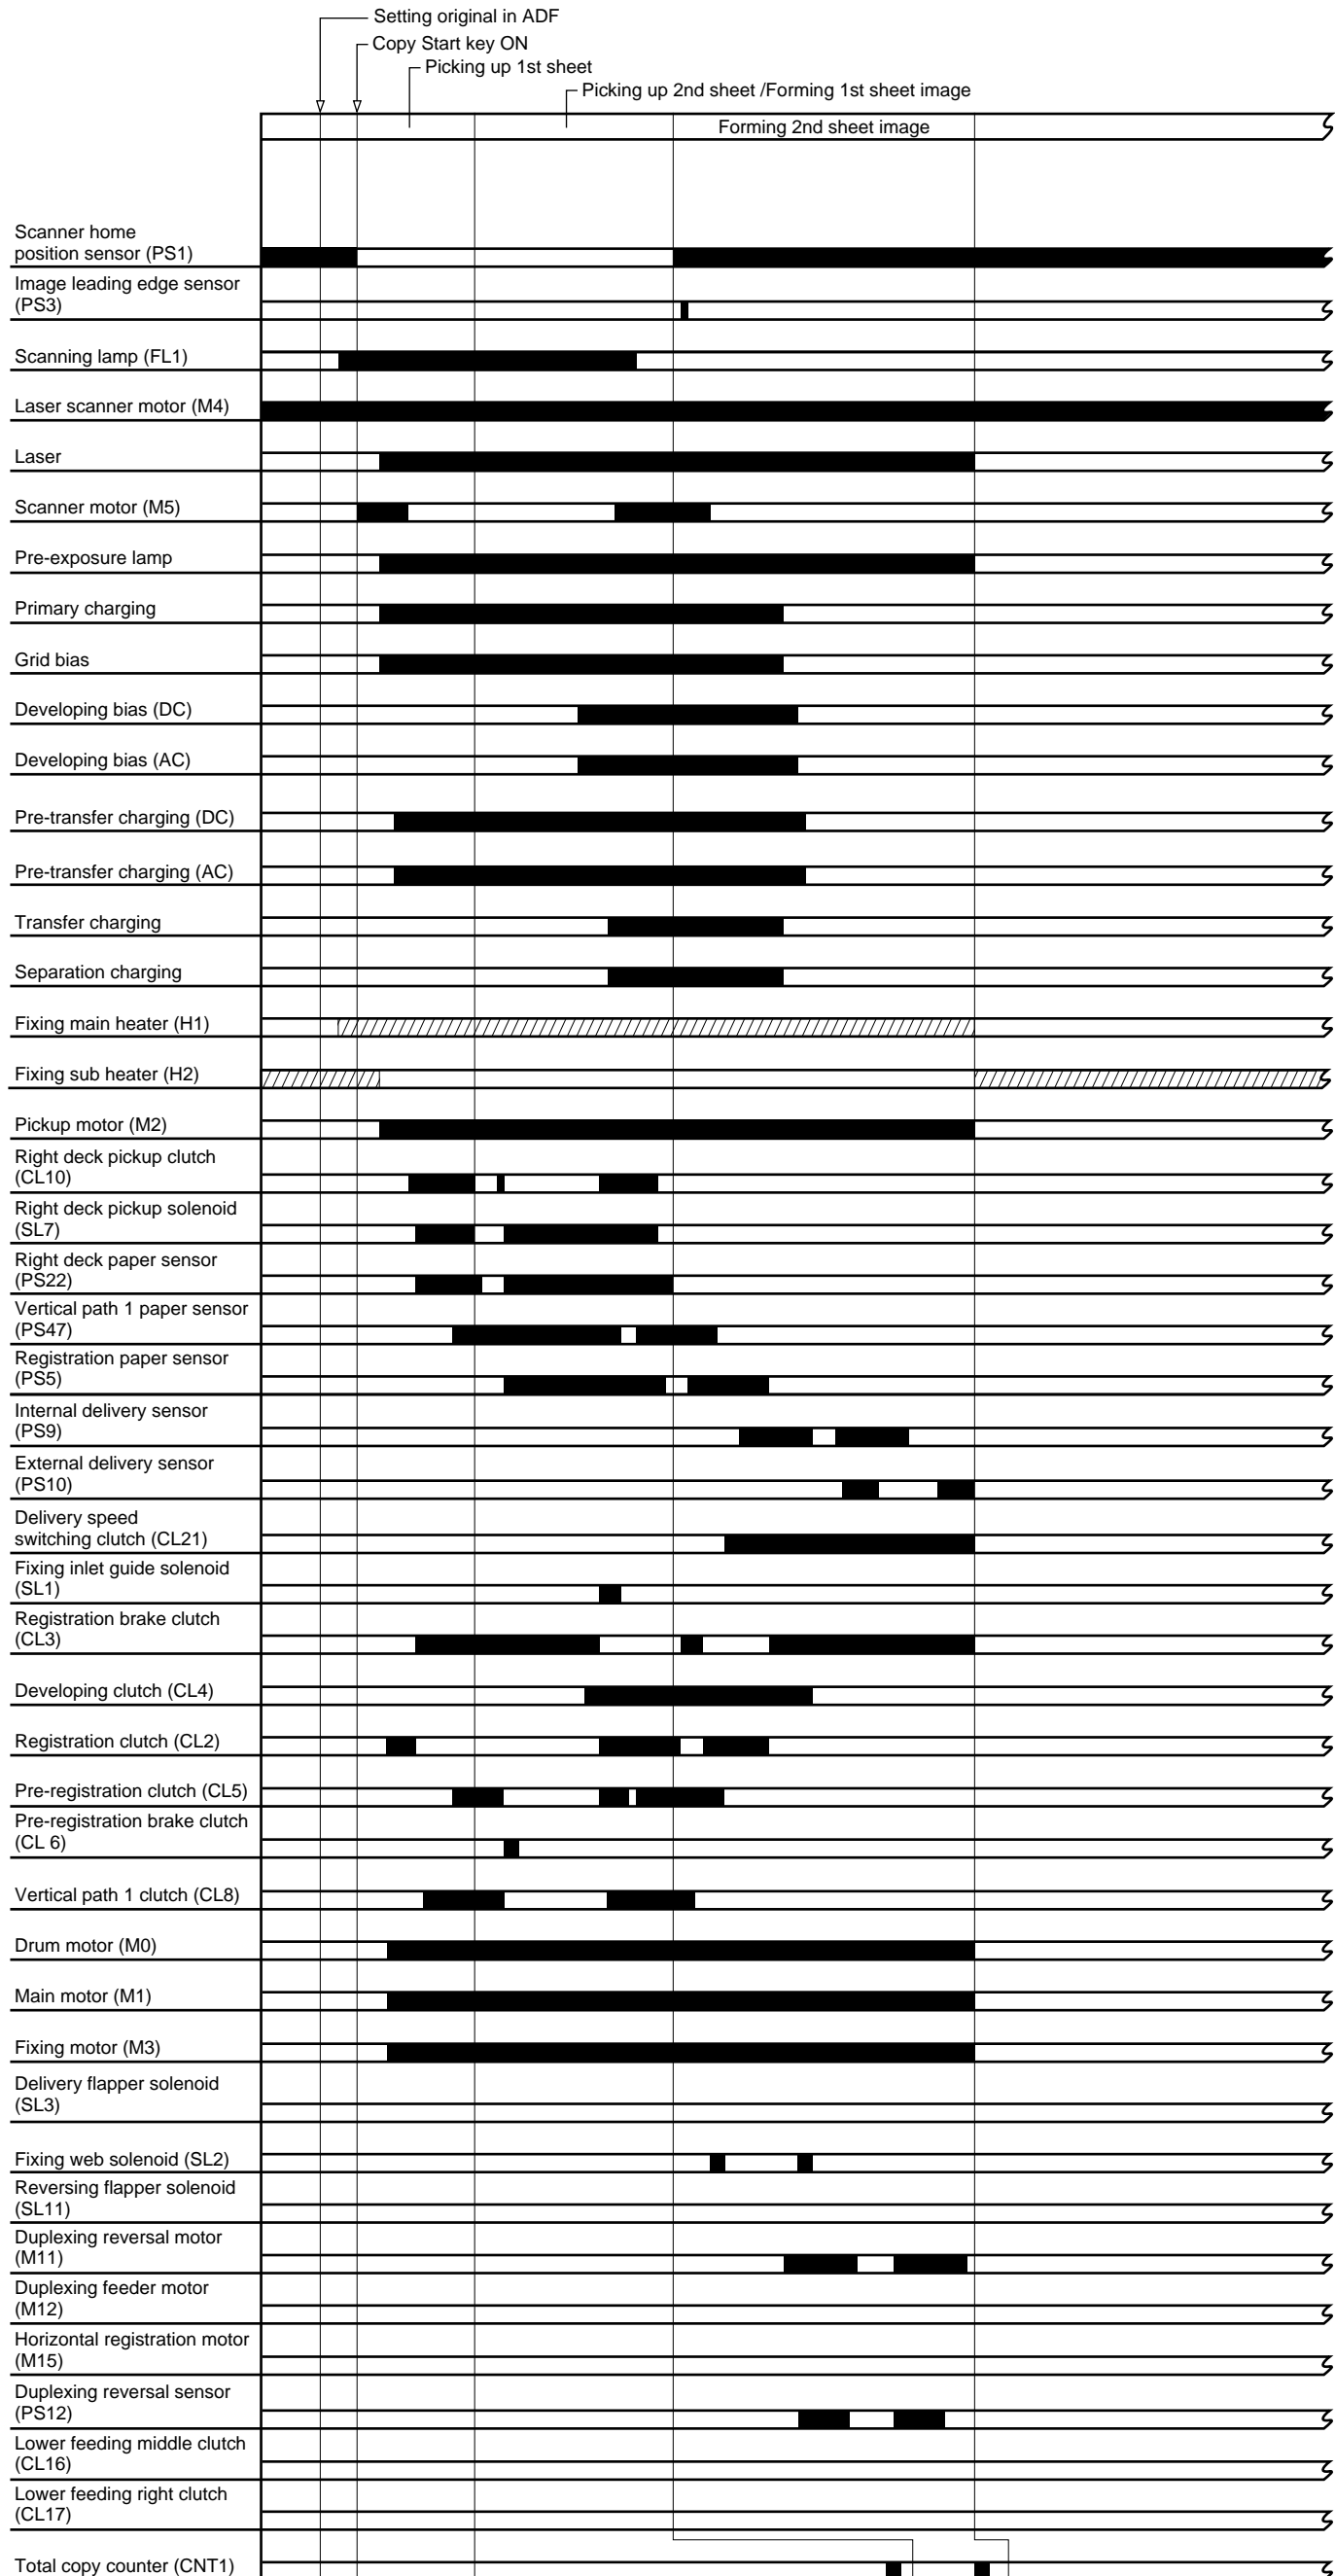 Setting original in ADF
Copy Start key ON
Picking up 1st sheet
Picking up 2nd sheet /Forming 1st sheet image
Forming 2nd sheet image
Scanner home
position sensor (PS1)
Image leading edge sensor
(PS3)
Scanning lamp (FL1)
Laser scanner motor (M4)
Laser
Scanner motor (M5)
Pre-exposure lamp
Primary charging
Grid bias
Developing bias (DC)
Developing bias (AC)
Pre-transfer charging (DC)
Pre-transfer charging (AC)
Transfer charging
Separation charging
Fixing main heater (H1)
Fixing sub heater (H2)
Pickup motor (M2)
Right deck pickup clutch
(CL10)
Right deck pickup solenoid
(SL7)
Right deck paper sensor
(PS22)
Vertical path 1 paper sensor
(PS47)
Registration paper sensor
(PS5)
Internal delivery sensor
(PS9)
External delivery sensor
(PS10)
Delivery speed
switching clutch (CL21)
Fixing inlet guide solenoid
(SL1)
Registration brake clutch
(CL3)
Developing clutch (CL4)
Registration clutch (CL2)
Pre-registration clutch (CL5)
Pre-registration brake clutch
(CL 6)
Vertical path 1 clutch (CL8)
Drum motor (M0)
Main motor (M1)
Fixing motor (M3)
Delivery flapper solenoid
(SL3)
Fixing web solenoid (SL2)
Reversing flapper solenoid
(SL11)
Duplexing reversal motor
(M11)
Duplexing feeder motor
(M12)
Horizontal registration motor
(M15)
Duplexing reversal sensor
(PS12)
Lower feeding middle clutch
(CL16)
Lower feeding right clutch
(CL17)
Total copy counter (CNT1)